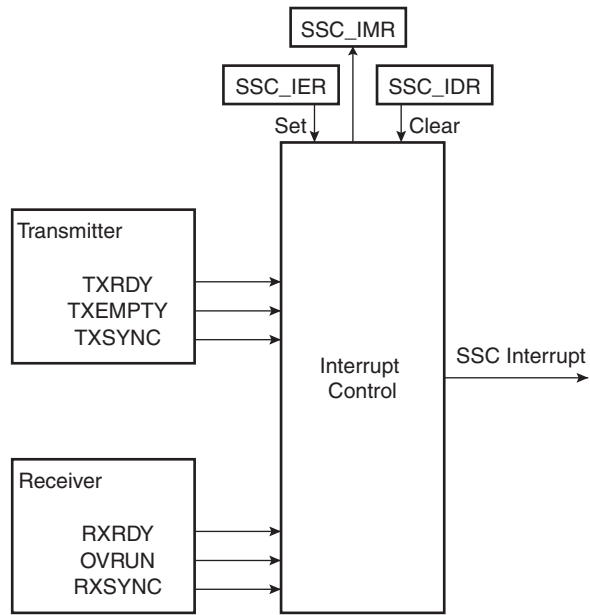 SSC_IMR
SSC_IER
SSC_IDR
Set
Clear
Transmitter
TXRDY
TXEMPTY
TXSYNC
Interrupt
Control
SSC Interrupt
Receiver
RXRDY
OVRUN
RXSYNC